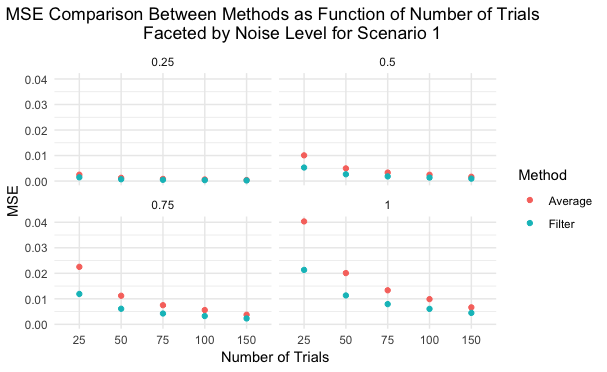 MSE Comparison Between Methods as Function of Number of Trials
Faceted by Noise Level for Scenario 1
0.25 0.5
0.04
0.03
0.02
0.01
0.00
0.75 1
0.04
0.03
0.02
0.01
0.00
25 50 75 100 150 25 50 75 100 150
Number of Trials
MSE
Method
Average
Filter